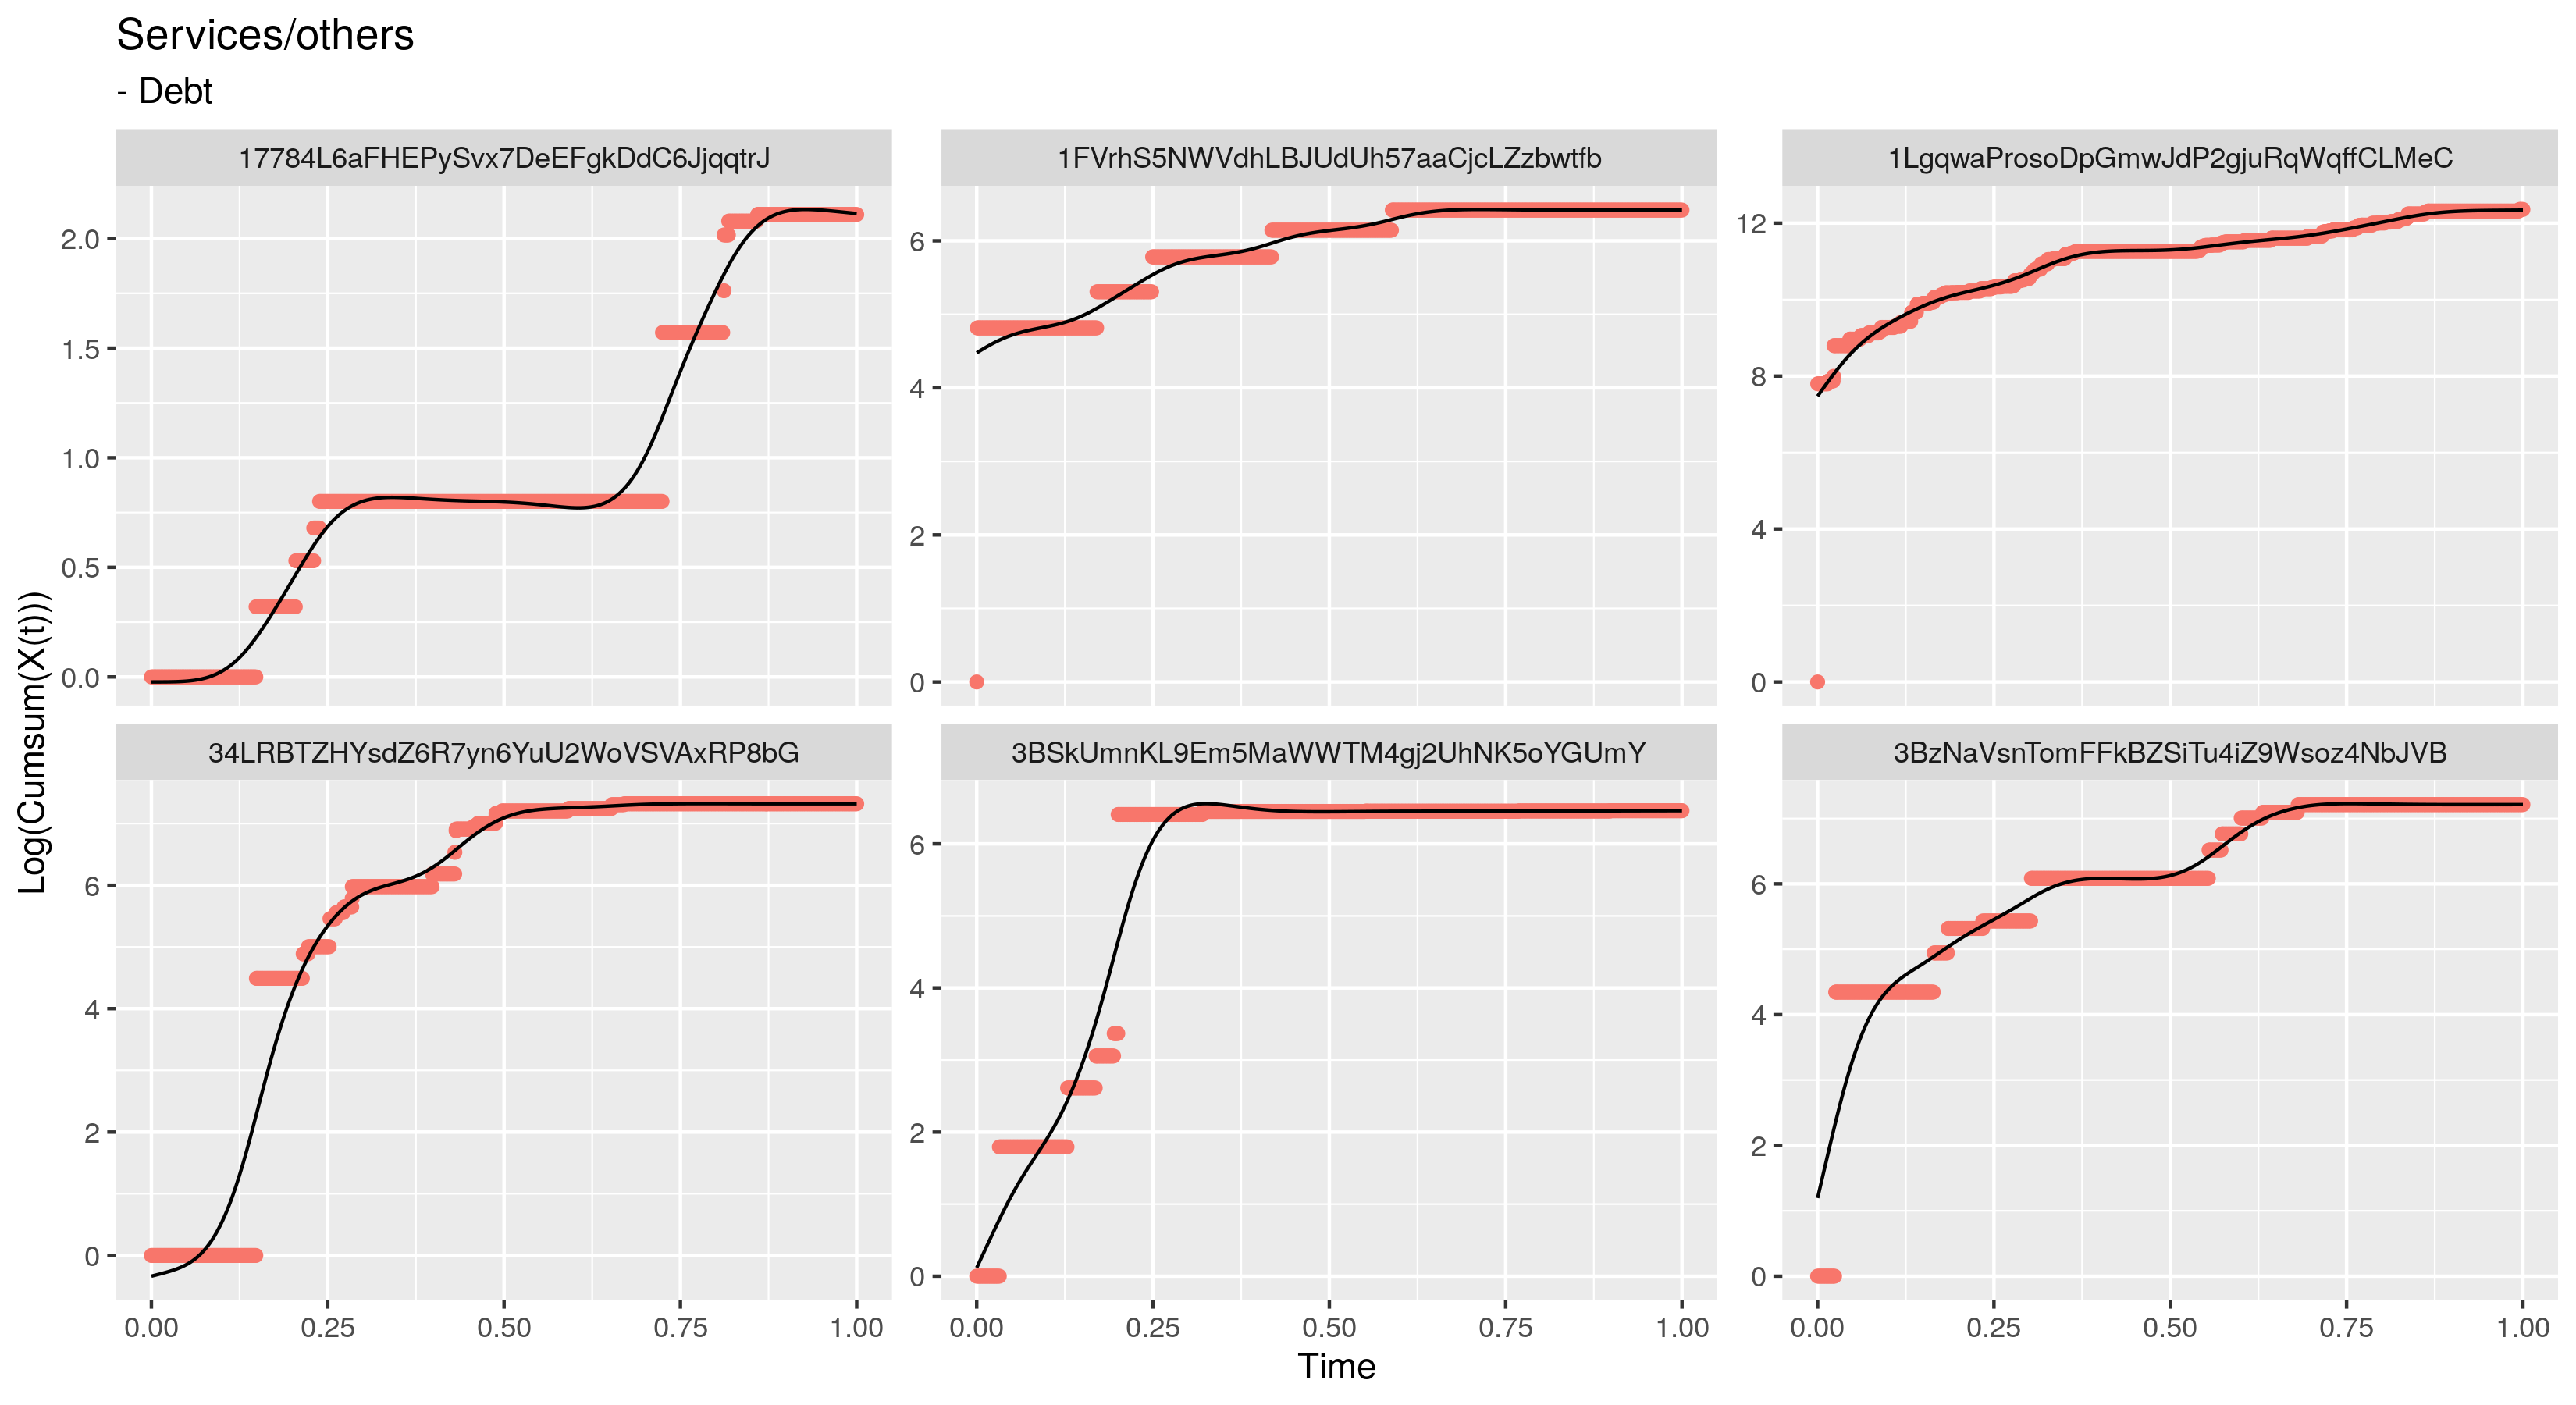 Services/others
- Debt
17784L6aFHEPySvx7DeEFgkDdC6JjqqtrJ
1FVrhS5NWVdhLBJUdUh57aaCjcLZzbwtfb
1LgqwaProsoDpGmwJdP2gjuRqWqffCLMeC
2.0
1.5
1.0
0.5
0.0
6
4
2
0
12
8
4
0
Log(Cumsum(X(t)))
34LRBTZHYsdZ6R7yn6YuU2WoVSVAxRP8bG
3BSkUmnKL9Em5MaWWTM4gj2UhNK5oYGUmY
3BzNaVsnTomFFkBZSiTu4iZ9Wsoz4NbJVB
6
4
2
0
6
4
2
0
6
4
2
0
0.00 0.25 0.50 0.75 1.00
0.00 0.25 0.50 0.75 1.00
0.00 0.25 0.50 0.75 1.00
Time